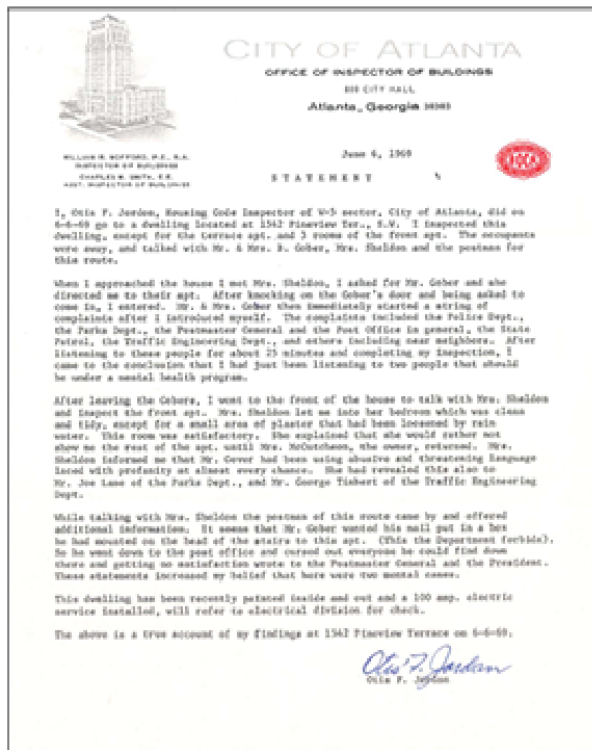 CITY OF ATLANTA
OFFICE OF INSPECTOR OF BUILDINGS
800 CITY HALL
Atlanta, Georgia 30303
WILLIAM R. WOFFORD, P.E., R.A.
INSPECTOR OF BUILDINGS
CHARLES M. SMITH, E.E.
ASST. INSPECTOR OF BUILDINGS
June 6, 1968
STATEMENT
I, Otis F. Jordan, Housing Code Inspector of W-5 sector, City of Atlanta, did on
6-6-68 go to a dwelling located at 1542 Pineview Ter., S.W. I inspected this
dwelling, except for the terrace apt. and 3 rooms of the front apt. The occupants
were away, and talked with Mr. & Mrs. B. Gober, Mrs. Sheldon and the postman for
this route.
When I approached the house I met Mrs. Sheldon, I asked for Mr. Gober and she
directed me to their apt. After knocking on the Gober's door and being asked to
come in, I entered. Mr. & Mrs. Gober then immediately started a string of
complaints after I introduced myself. The complaints included the Police Dept.,
the Parks Dept., the Postmaster General and the Post Office in general, the State
Patrol, the Traffic Engineering Dept., and others including near neighbors. After
listening to these people for about 25 minutes and completing my inspection, I
came to the conclusion that I had just been listening to two people that should
be under a mental health program.
After leaving the Gobers, I went to the front of the house to talk with Mrs. Sheldon
and inspect the front apt. Mrs. Sheldon let me into her bedroom which was clean
and tidy, except for a small area of plaster that had been loosened by rain
water. This room was satisfactory. She explained that she would rather not
show me the rest of the apt. until Mrs. McCutcheon, the owner, returned. Mrs.
Sheldon informed me that Mr. Gover had been using abusive and threatening language
laced with profanity at almost every chance. She had revealed this also to
Mr. Joe Lane of the Parks Dept., and Mr. George Tisbert of the Traffic Engineering
Dept.
While talking with Mrs. Sheldon the postman of this route came by and offered
additional information. It seems that Mr. Gober wanted his mail put in a box
he had mounted on the head of the stairs to this apt. (This the Department forbids).
So he went down to the post office and cursed out everyone he could find down
there and getting no satisfaction wrote to the Postmaster General and the President.
These statements increased my belief that here were two mental cases.
This dwelling has been recently painted inside and out and a 100 amp. electric
service installed, will refer to electrical division for check.
The above is a true account of my findings at 1542 Pineview Terrace on 6-6-68.
Otis F. Jordan
Otis F. Jordan